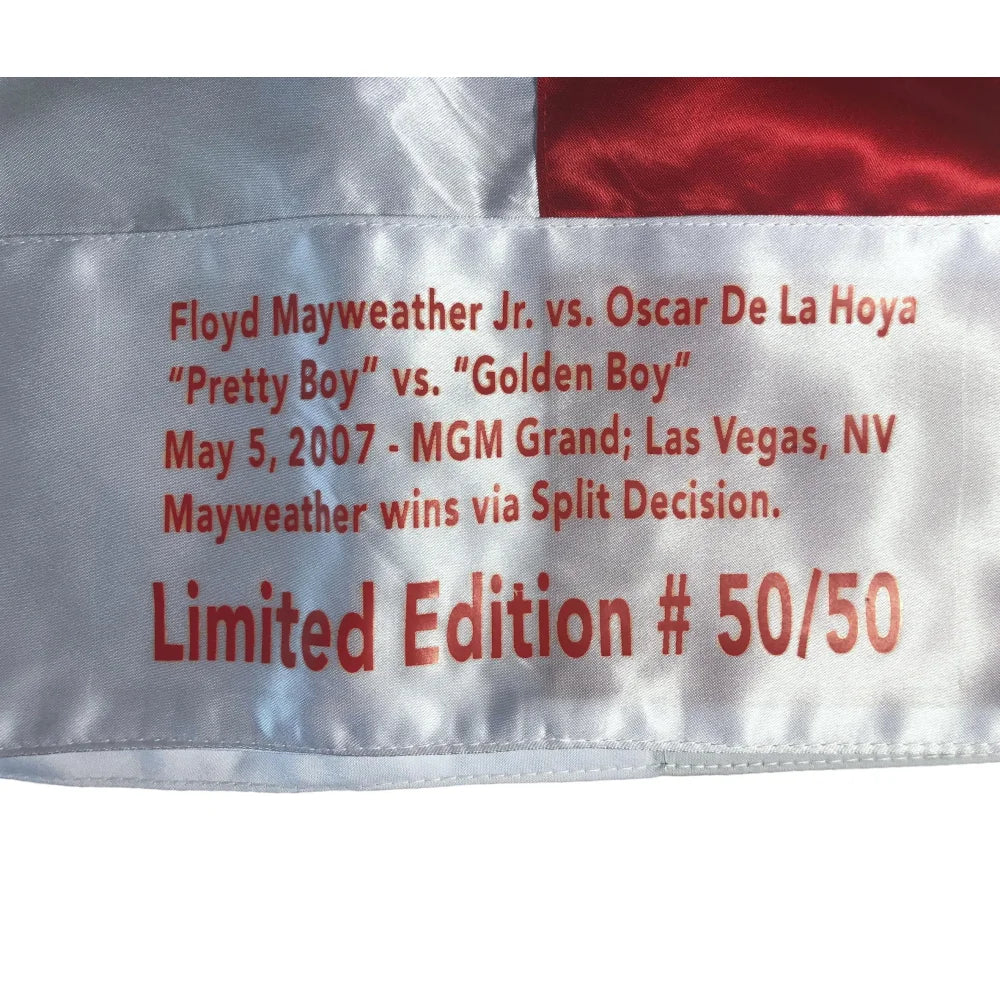 Floyd Mayweather Jr. vs. Oscar De La Hoya
“Pretty Boy” vs. “Golden Boy“
May 5, 2007 - MGM Grand; Las Vegas, NV
Mayweather wins via Split Decision.
Limited Edition # 50/50